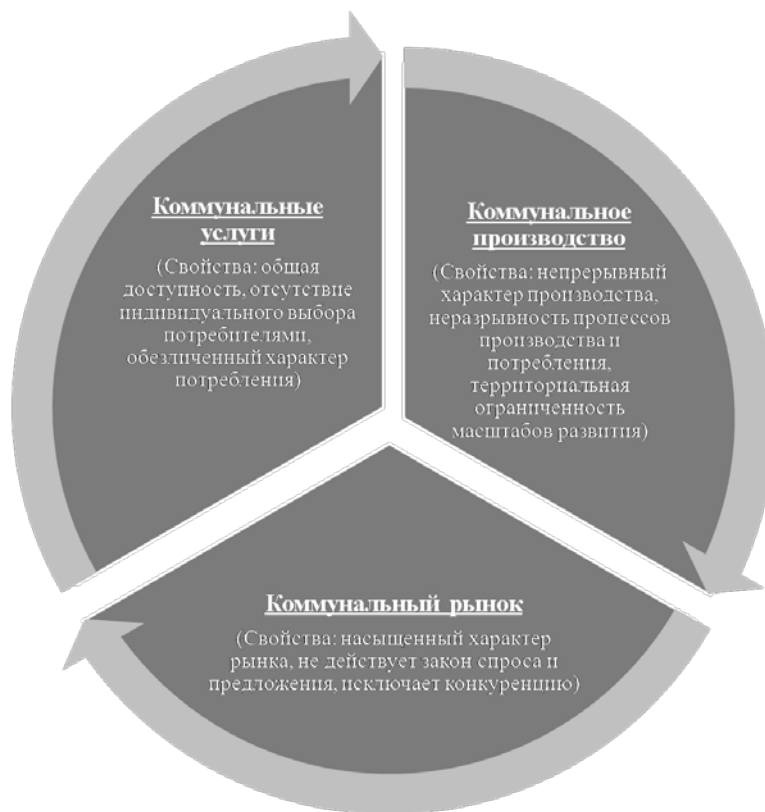 Коммунальные
услуги
(Свойства: общая
доступность, отсутствие
индивидуального выбора
потребителями,
обезличенный характер
потребления)
Коммунальное
производство
(Свойства: непрерывный
характер производства,
неразрывность процессов
производства и
потребления,
территориальная
ограниченность
масштабов развития)
Коммунальный рынок
(Свойства: насыщенный характер
рынка, не действует закон спроса и
предложения, исключает конкуренцию)